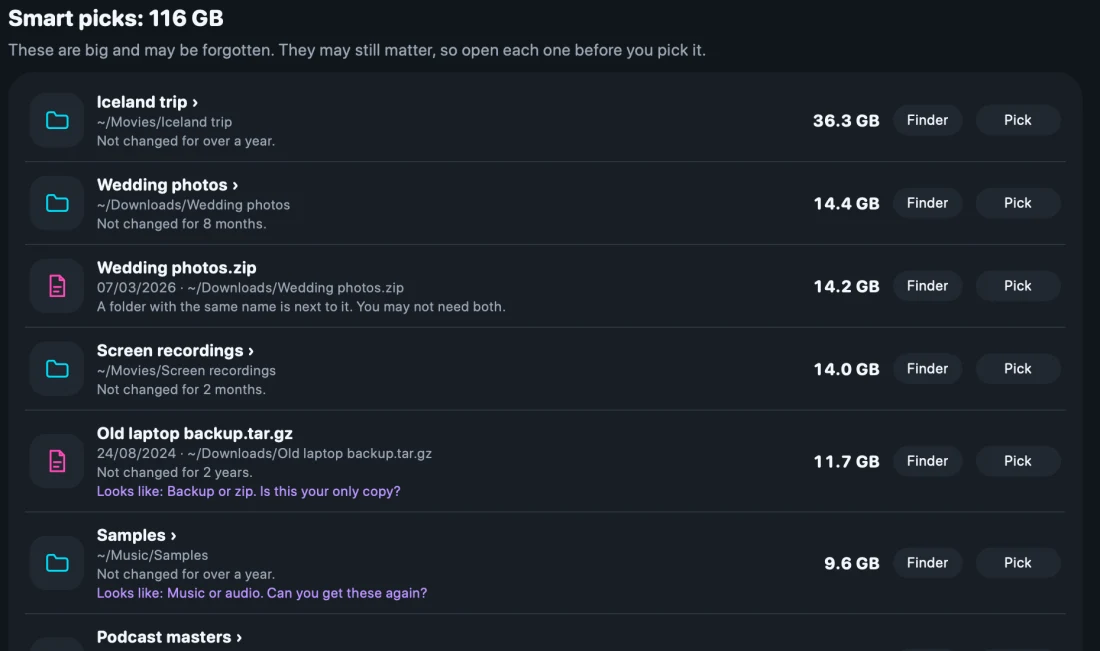 Smart picks: 116 GB
These are big and may be forgotten. They may still matter, so open each one before you pick it.
Iceland trip ›
~/Movies/Iceland trip
Not changed for over a year.
36.3 GB
Finder
Pick
Wedding photos ›
~/Downloads/Wedding photos
Not changed for 8 months.
14.4 GB
Finder
Pick
Wedding photos.zip
07/03/2026 · ~/Downloads/Wedding photos.zip
A folder with the same name is next to it. You may not need both.
14.2 GB
Finder
Pick
Screen recordings ›
~/Movies/Screen recordings
Not changed for 2 months.
14.0 GB
Finder
Pick
Old laptop backup.tar.gz
24/08/2024 · ~/Downloads/Old laptop backup.tar.gz
Not changed for 2 years.
Looks like: Backup or zip. Is this your only copy?
11.7 GB
Finder
Pick
Samples ›
~/Music/Samples
Not changed for over a year.
Looks like: Music or audio. Can you get these again?
9.6 GB
Finder
Pick
Podcast masters ›